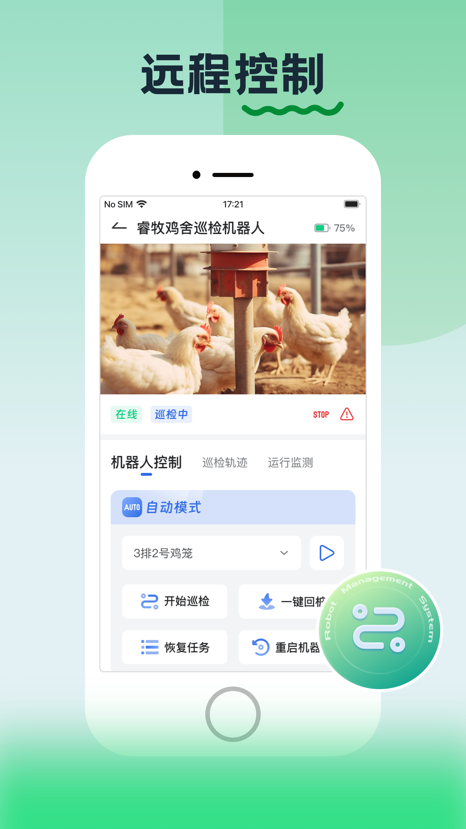 远程控制
No SIM 17:21
睿牧鸡舍巡检机器人 75%
在线 巡检中 STOP
机器人控制 巡检轨迹 运行监测
AUTO 自动模式
3排2号鸡笼
开始巡检 一键回机
恢复任务 重启机器
Robot Management System